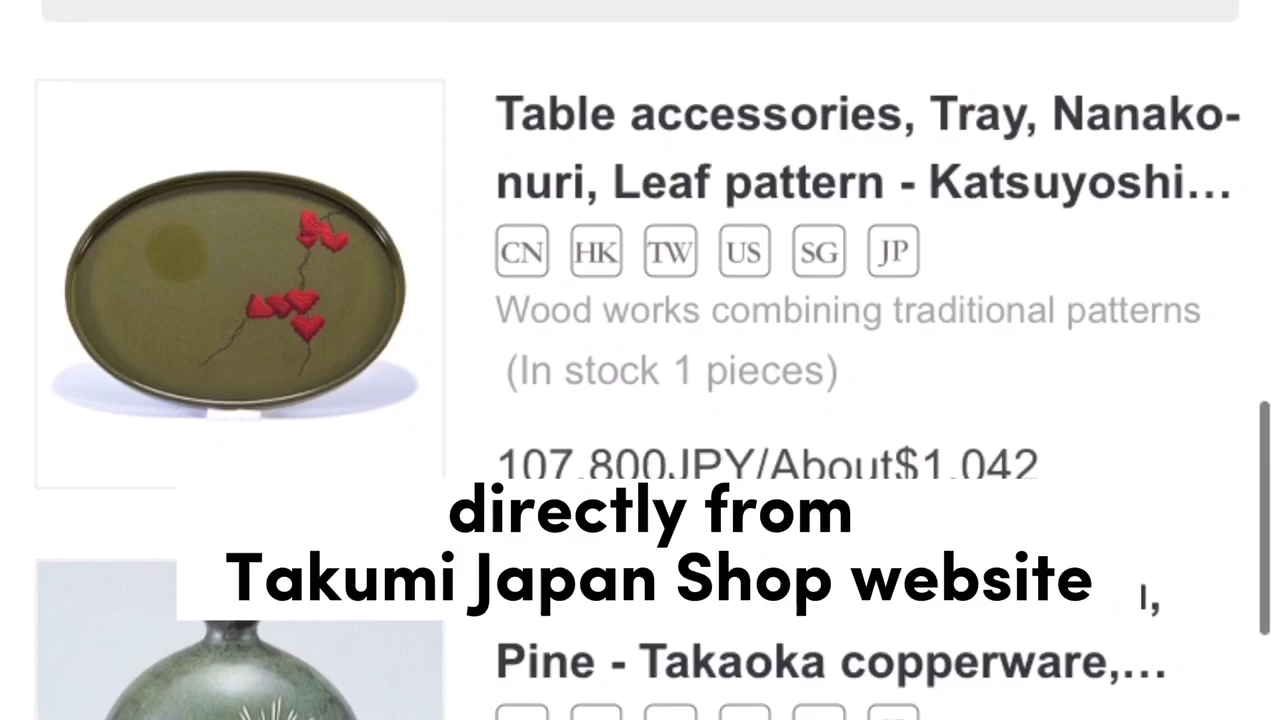 Table accessories, Tray, Nanako-
nuri, Leaf pattern - Katsuyoshi...
CN HK TW US SG JP
Wood works combining traditional patterns
(In stock 1 pieces)
107,800JPY/About$1,042
directly from
Takumi Japan Shop website
Pine - Takaoka copperware,...